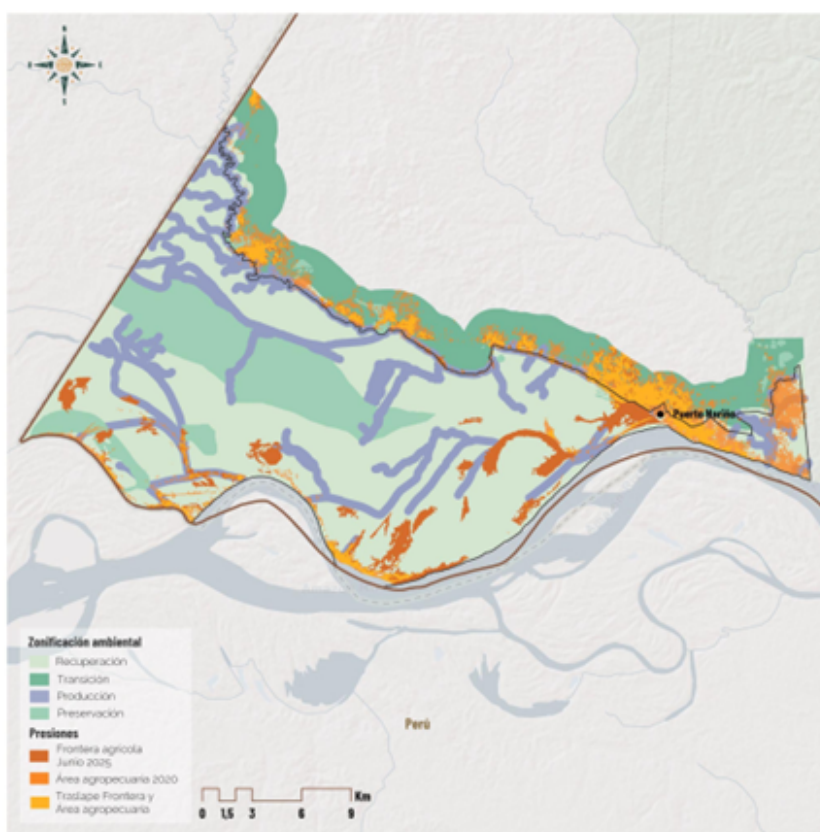 Puerto Nariño
Perú
Zonificación ambiental
Recuperación
Transición
Producción
Preservación
Presiones
Frontera agrícola
Junio 2025
Área agropecuaria 2020
Traslape Frontera y
Área agropecuaria
Km
0 1,5 3 6 9